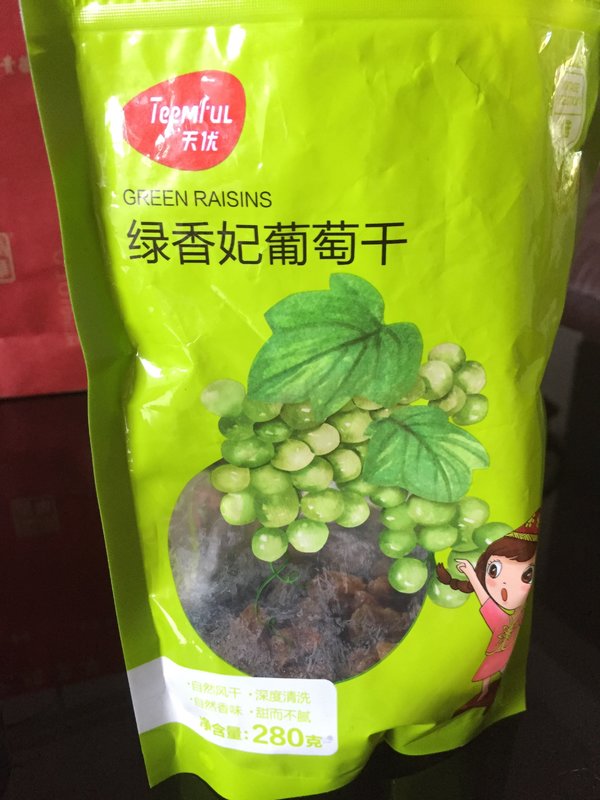 TeemFuL
天优
GREEN RAISINS
绿香妃葡萄干
·自然风干 ·深度清洗
·自然香味 ·甜而不腻
净含量:280克